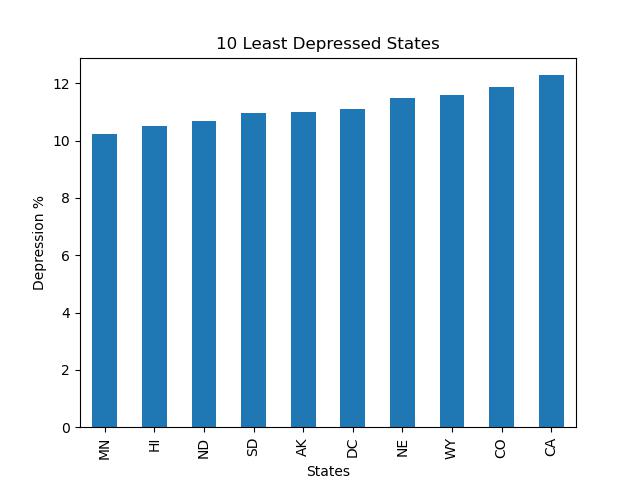 10 Least Depressed States
Depression %
12
10
8
6
4
2
0
MN HI ND SD AK DC NE WY CO CA
States